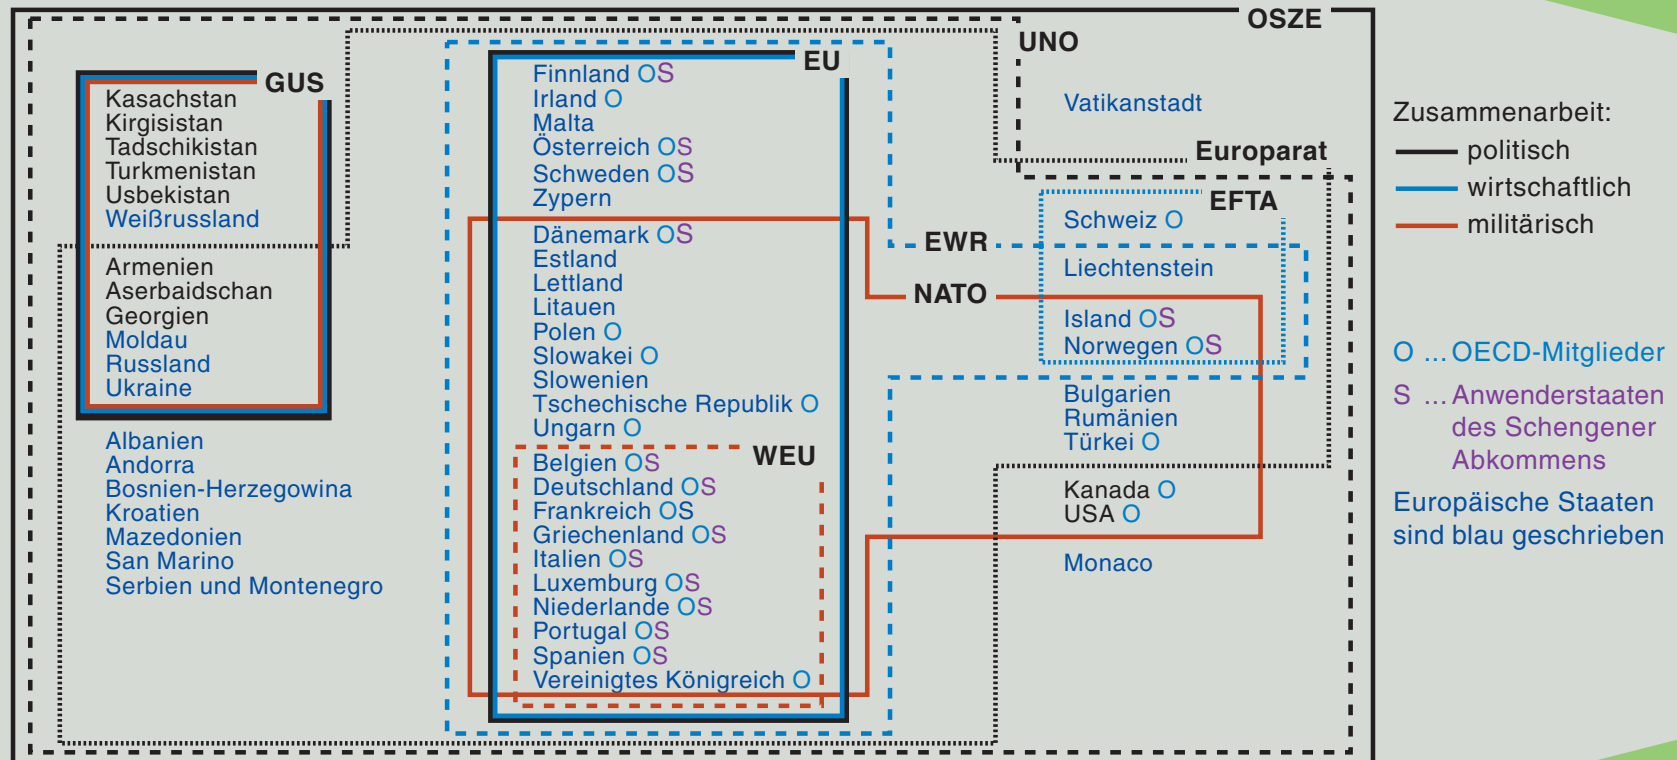 OSZE
UNO
GUS
Kasachstan
Kirgisistan
Tadschikistan
Turkmenistan
Usbekistan
Weißrussland
Armenien
Aserbaidschan
Georgien
Moldau
Russland
Ukraine
Albanien
Andorra
Bosnien-Herzegowina
Kroatien
Mazedonien
San Marino
Serbien und Montenegro
EU
Finnland OS
Irland O
Malta
Österreich OS
Schweden OS
Zypern
Dänemark OS
Estland
Lettland
Litauen
Polen O
Slowakei O
Slowenien
Tschechische Republik O
Ungarn O
WEU
Belgien OS
Deutschland OS
Frankreich OS
Griechenland OS
Italien OS
Luxemburg OS
Niederlande OS
Portugal OS
Spanien OS
Vereinigtes Königreich O
EWR
NATO
Vatikanstadt
Europarat
EFTA
Schweiz O
Liechtenstein
Island OS
Norwegen OS
Bulgarien
Rumänien
Türkei O
Kanada O
USA O
Monaco
Zusammenarbeit:
politisch
wirtschaftlich
militärisch
O ... OECD-Mitglieder
S ... Anwenderstaaten
des Schengener
Abkommens
Europäische Staaten
sind blau geschrieben